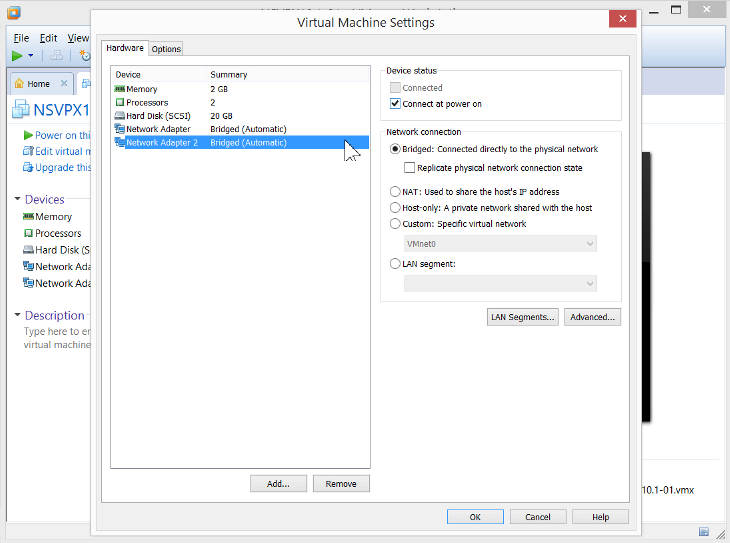 Virtual Machine Settings
File Edit View
Home
NSVPX1
Power on thi
Edit virtual m
Upgrade this
Devices
Memory
Processors
Hard Disk (S
Network Ada
Network Ada
Description
Type here to en
virtual machine
Hardware Options
Device Summary
Memory 2 GB
Processors 2
Hard Disk (SCSI) 20 GB
Network Adapter Bridged (Automatic)
Network Adapter 2 Bridged (Automatic)
Add... Remove
Device status
Connected
Connect at power on
Network connection
Bridged: Connected directly to the physical network
Replicate physical network connection state
NAT: Used to share the host's IP address
Host-only: A private network shared with the host
Custom: Specific virtual network
VMnet0
LAN segment:
LAN Segments... Advanced...
OK Cancel Help
10.1-01.vmx